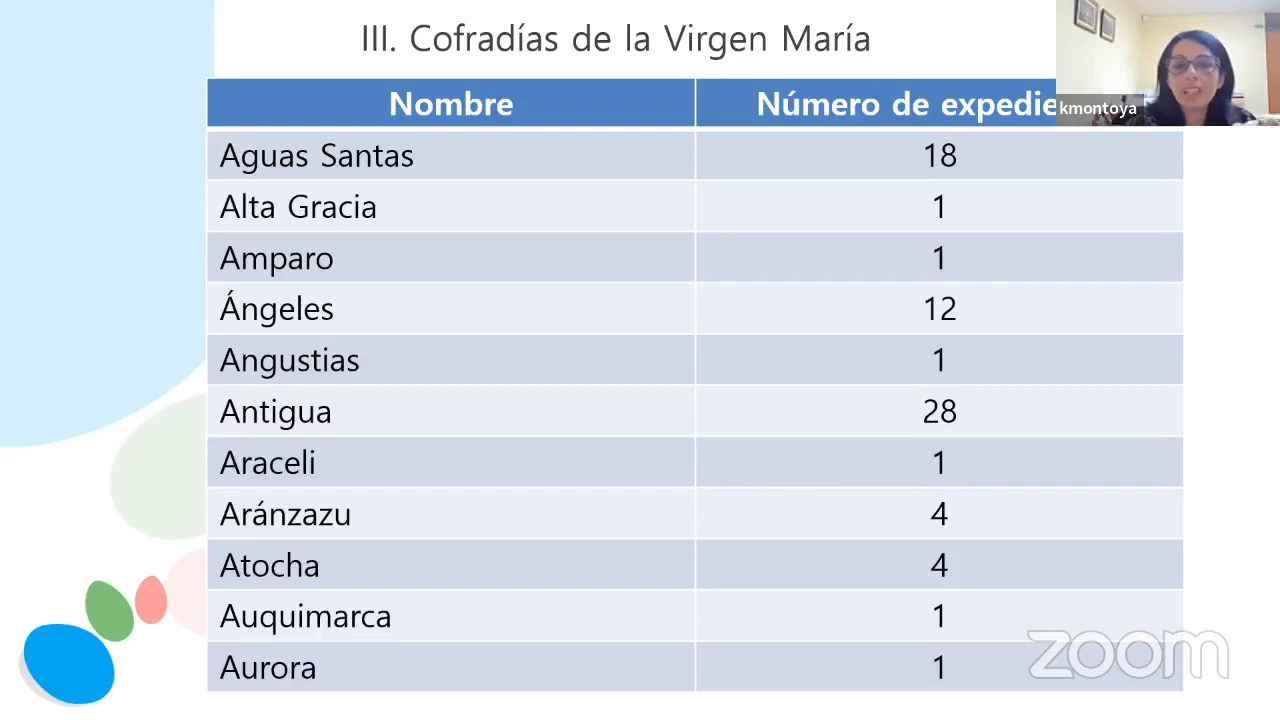 III. Cofradías de la Virgen María
Nombre Número de expedie
kmontoya
Aguas Santas 18
Alta Gracia 1
Amparo 1
Ángeles 12
Angustias 1
Antigua 28
Araceli 1
Aránzazu 4
Atocha 4
Auquimarca 1
Aurora 1
zoom